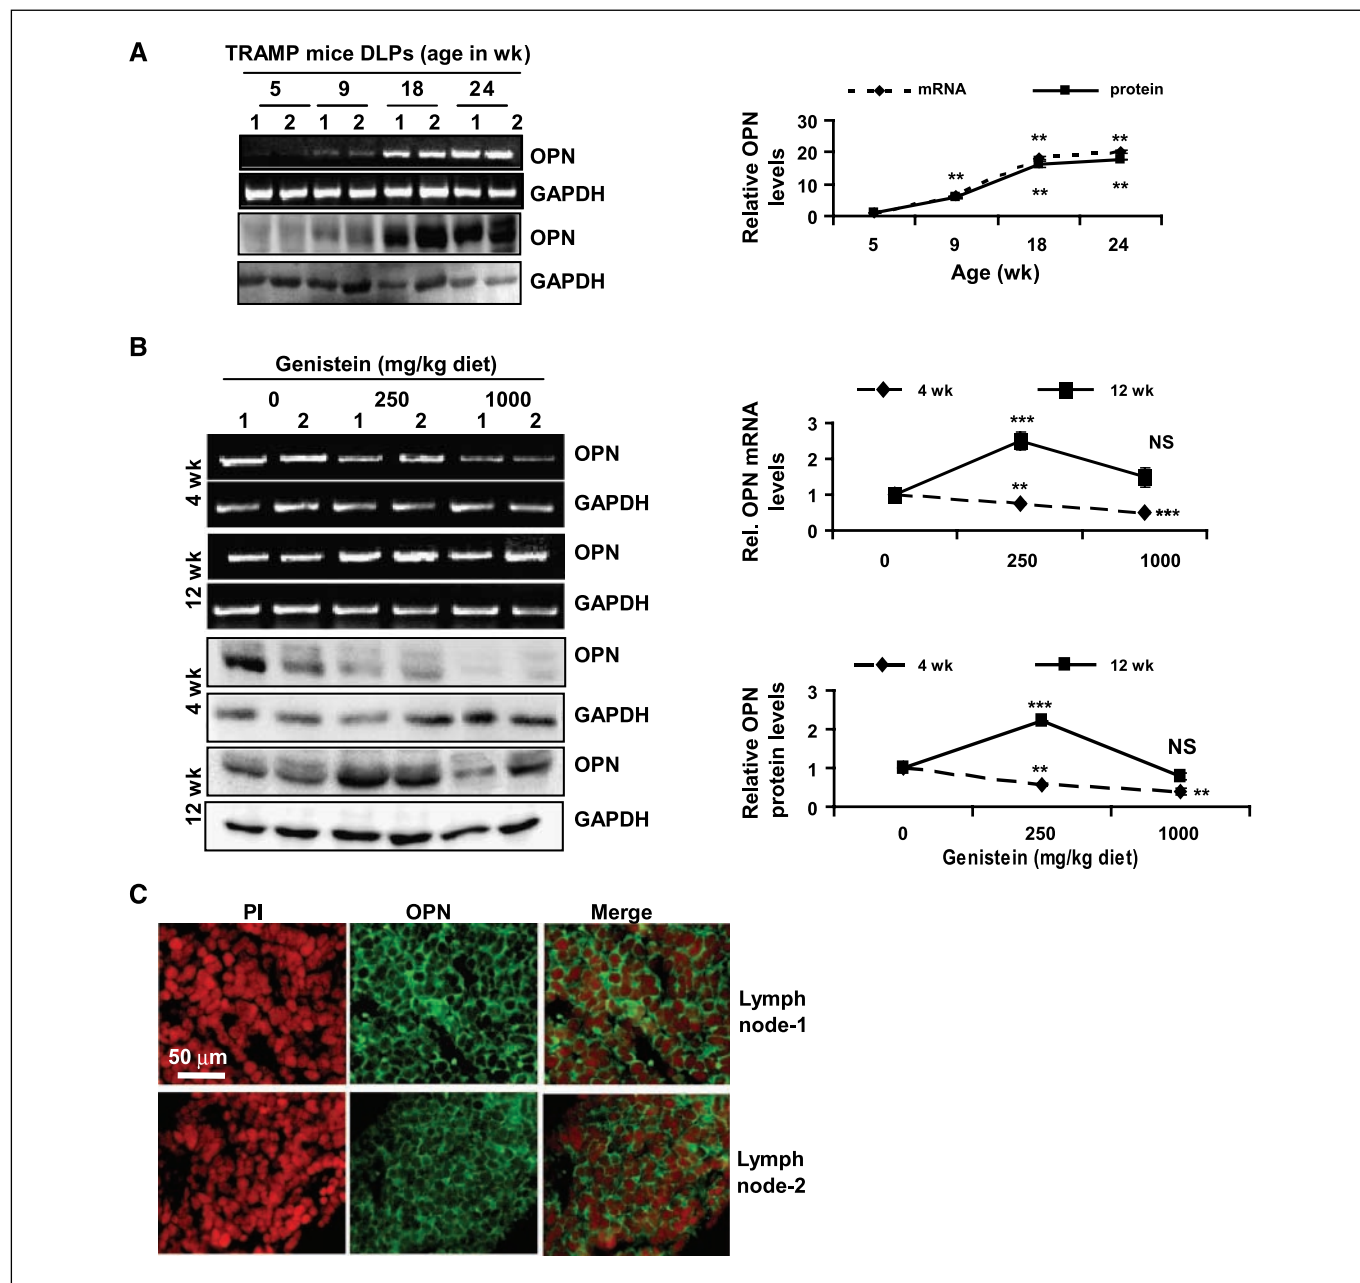 A
TRAMP mice DLPs (age in wk)
5 9 18 24
1 2 1 2 1 2 1 2
OPN
GAPDH
OPN
GAPDH
mRNA protein
Relative OPN
levels
30
20
10
0
** ** **
** **
5 9 18 24
Age (wk)
B
Genistein (mg/kg diet)
0 250 1000
1 2 1 2 1 2
4 wk
OPN
GAPDH
12 wk
OPN
GAPDH
4 wk
OPN
GAPDH
12 wk
OPN
GAPDH
4 wk 12 wk
Rel. OPN mRNA
levels
3
2
1
0
*** NS
** ***
0 250 1000
4 wk 12 wk
Relative OPN
protein levels
3
2
1
0
*** NS
** **
0 250 1000
Genistein (mg/kg diet)
C
PI OPN Merge
50 μm
Lymph
node-1
Lymph
node-2